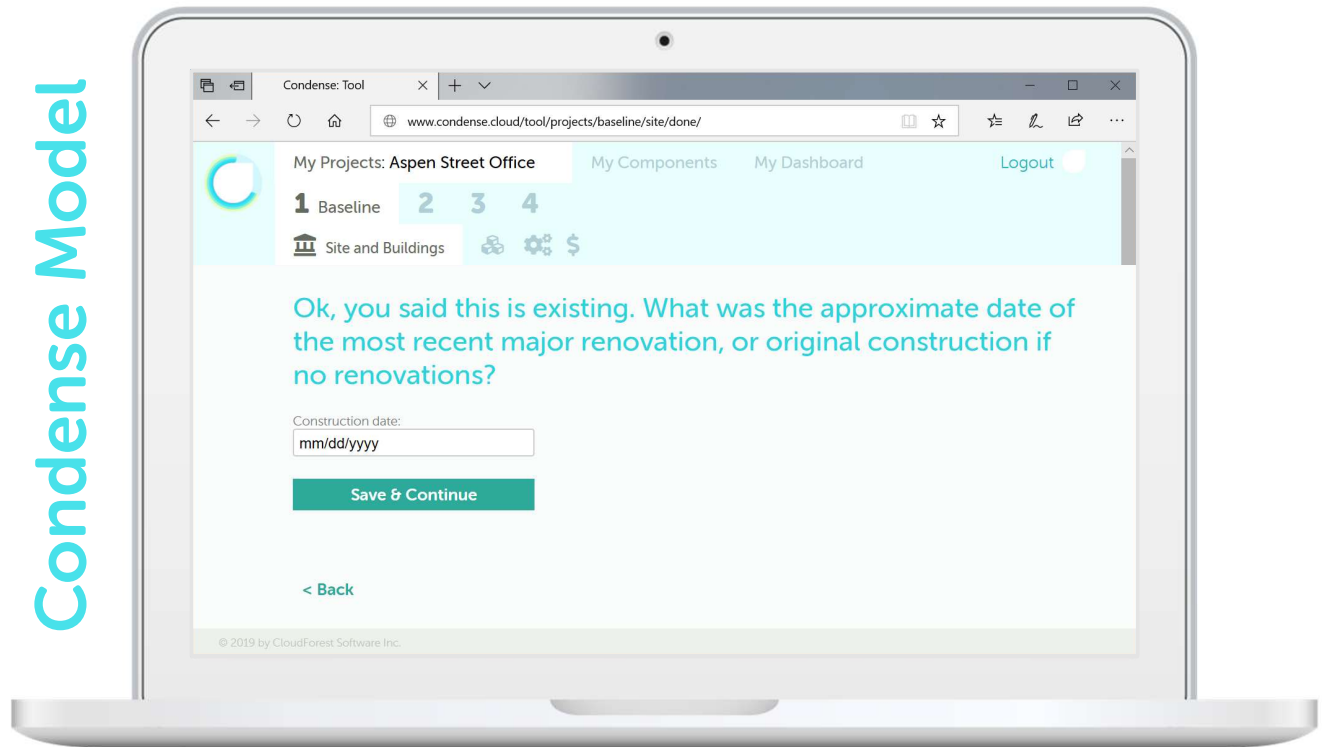 Condense Model
Condense: Tool
www.condense.cloud/tool/projects/baseline/site/done/
My Projects: Aspen Street Office My Components My Dashboard Logout
1 Baseline 2 3 4
Site and Buildings $
Ok, you said this is existing. What was the approximate date of
the most recent major renovation, or original construction if
no renovations?
Construction date:
mm/dd/yyyy
Save & Continue
< Back
© 2019 by CloudForest Software Inc.